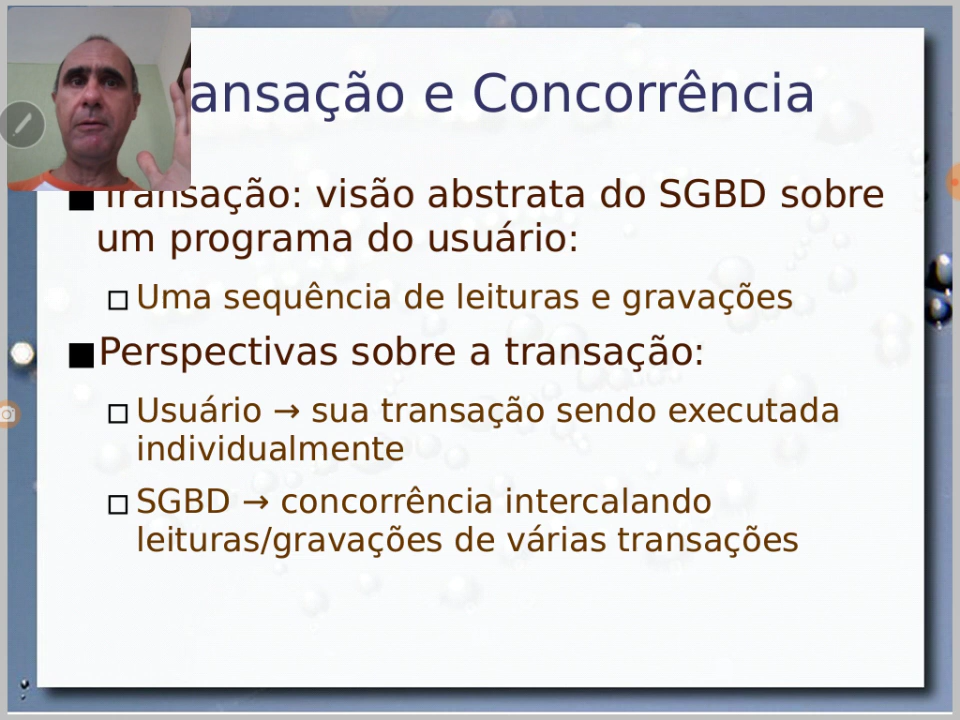 ansação e Concorrência
Transação: visão abstrata do SGBD sobre
um programa do usuário:
Uma sequência de leituras e gravações
Perspectivas sobre a transação:
Usuário → sua transação sendo executada
individualmente
SGBD → concorrência intercalando
leituras/gravações de várias transações